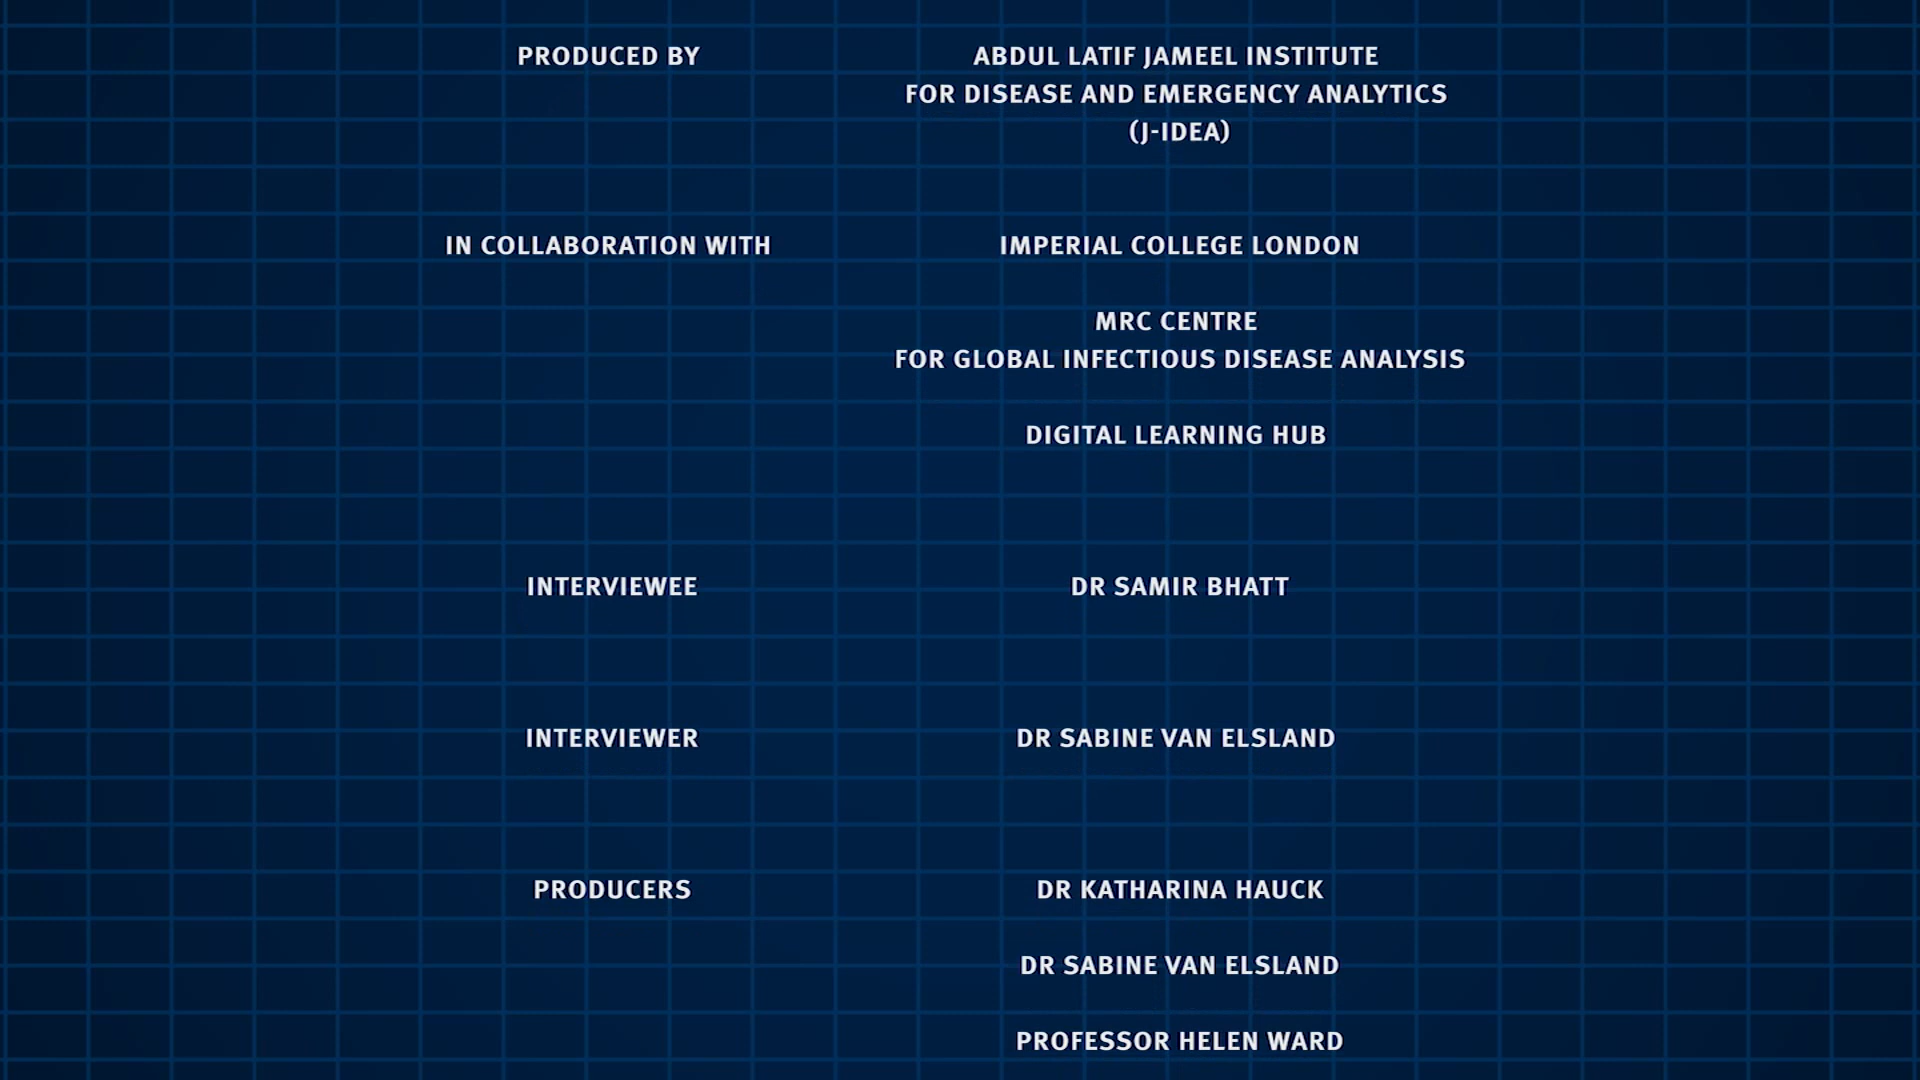 PRODUCED BY
ABDUL LATIF JAMEEL INSTITUTE
FOR DISEASE AND EMERGENCY ANALYTICS
(J-IDEA)
IN COLLABORATION WITH
IMPERIAL COLLEGE LONDON
MRC CENTRE
FOR GLOBAL INFECTIOUS DISEASE ANALYSIS
DIGITAL LEARNING HUB
INTERVIEWEE
DR SAMIR BHATT
INTERVIEWER
DR SABINE VAN ELSLAND
PRODUCERS
DR KATHARINA HAUCK
DR SABINE VAN ELSLAND
PROFESSOR HELEN WARD